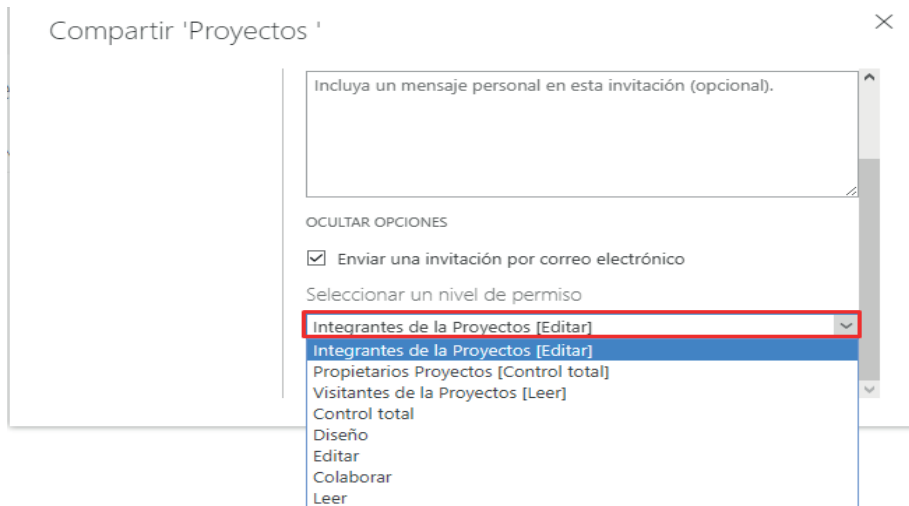 Compartir 'Proyectos '
Incluya un mensaje personal en esta invitación (opcional).
OCULTAR OPCIONES
Enviar una invitación por correo electrónico
Seleccionar un nivel de permiso
Integrantes de la Proyectos [Editar]
Integrantes de la Proyectos [Editar]
Propietarios Proyectos [Control total]
Visitantes de la Proyectos [Leer]
Control total
Diseño
Editar
Colaborar
Leer